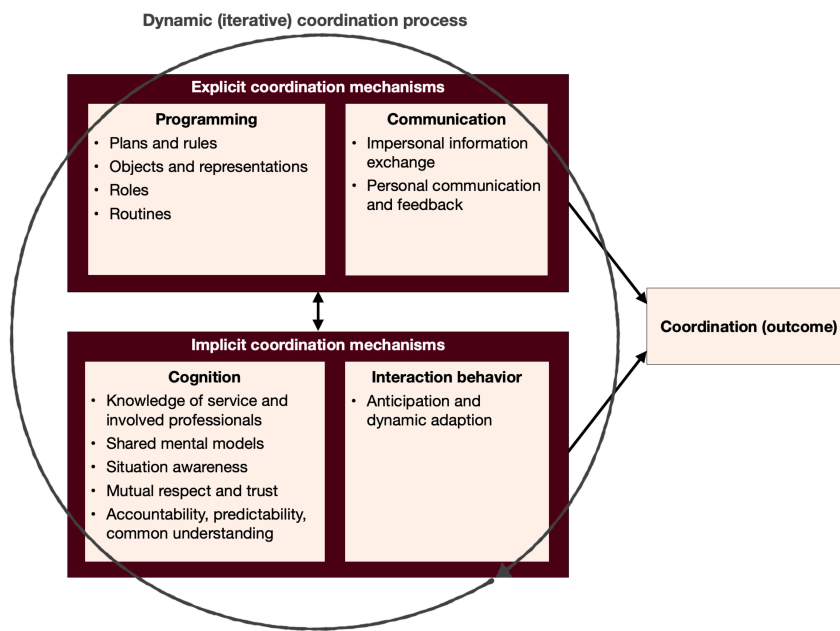 Dynamic (iterative) coordination process
Explicit coordination mechanisms
Programming
• Plans and rules
• Objects and representations
• Roles
• Routines
Communication
• Impersonal information
exchange
• Personal communication
and feedback
Implicit coordination mechanisms
Cognition
• Knowledge of service and
involved professionals
• Shared mental models
• Situation awareness
• Mutual respect and trust
• Accountability, predictability,
common understanding
Interaction behavior
• Anticipation and
dynamic adaption
Coordination (outcome)